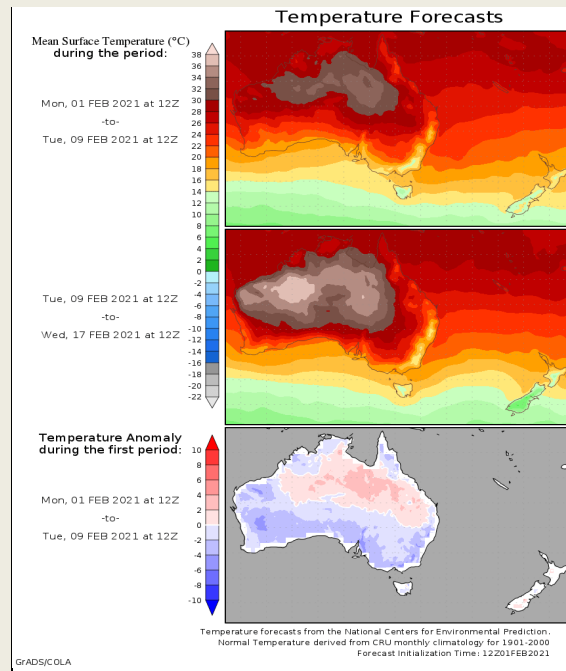 Temperature Forecasts
Mean Surface Temperature (°C)
during the period:
Mon, 01 FEB 2021 at 12Z
-to-
Tue, 09 FEB 2021 at 12Z
38
36
34
32
30
28
26
24
22
20
18
16
14
12
10
8
6
4
2
0
-2
-4
-6
-8
-10
-12
-14
-16
-18
-20
-22
Tue, 09 FEB 2021 at 12Z
-to-
Wed, 17 FEB 2021 at 12Z
Temperature Anomaly
during the first period:
Mon, 01 FEB 2021 at 12Z
-to-
Tue, 09 FEB 2021 at 12Z
10
8
6
4
2
0
-2
-4
-6
-8
-10
Temperature forecasts from the National Centers for Environmental Prediction.
Normal Temperature derived from CRU monthly climatology for 1901-2000
Forecast Initialization Time: 12Z01FEB2021
GrADS/COLA